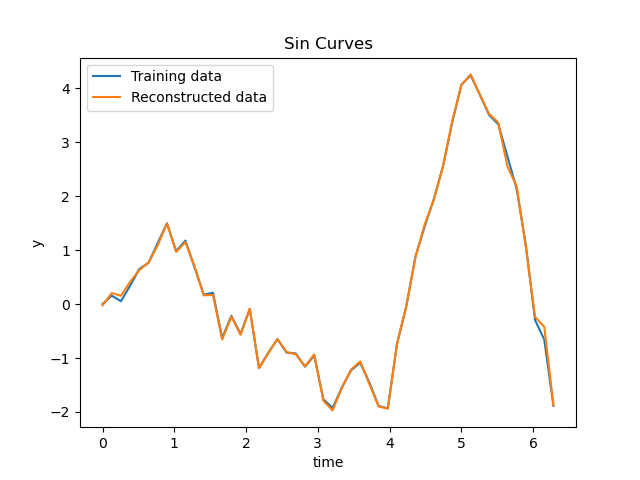 Sin Curves
Training data
Reconstructed data
y
4
3
2
1
0
−1
−2
0 1 2 3 4 5 6
time